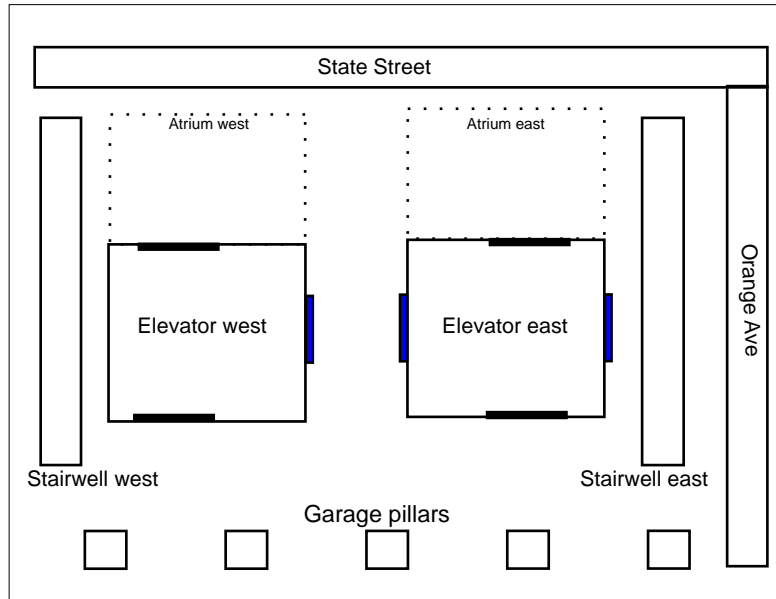 State Street
Atrium west
Atrium east
Orange Ave
Elevator west
Elevator east
Stairwell west
Stairwell east
Garage pillars